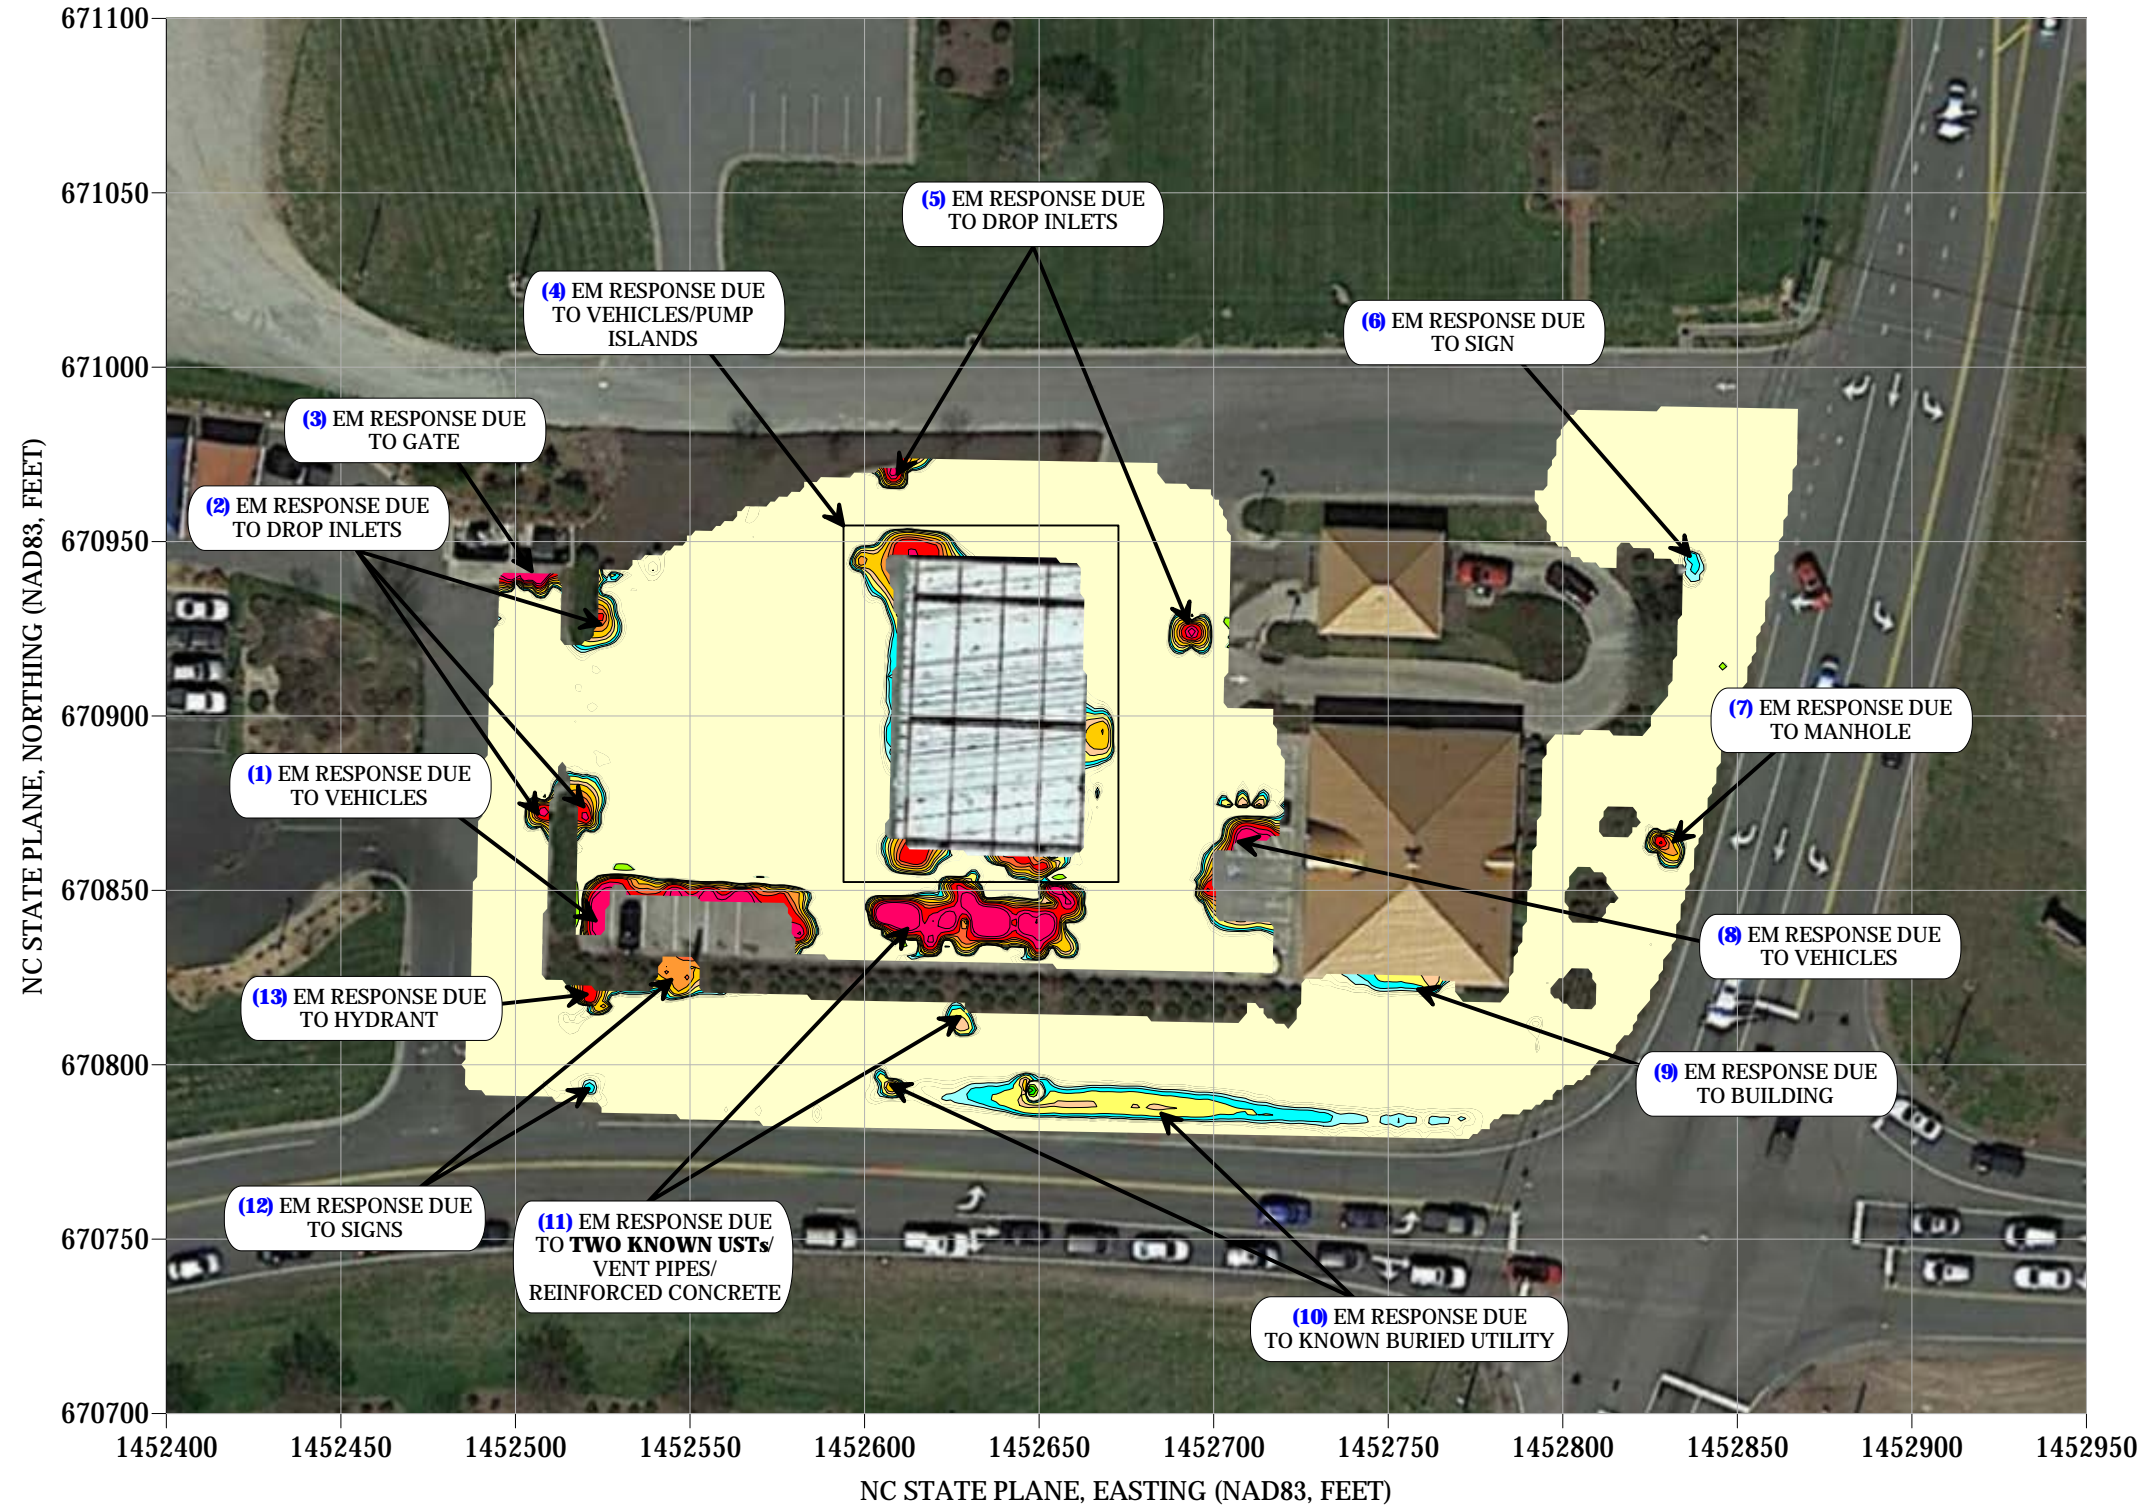 671100
671050
671000
670950
670900
670850
670800
670750
670700
NC STATE PLANE, NORTHING (NAD83, FEET)
(5) EM RESPONSE DUE
TO DROP INLETS
(4) EM RESPONSE DUE
TO VEHICLES/PUMP
ISLANDS
(6) EM RESPONSE DUE
TO SIGN
(3) EM RESPONSE DUE
TO GATE
(2) EM RESPONSE DUE
TO DROP INLETS
(7) EM RESPONSE DUE
TO MANHOLE
(1) EM RESPONSE DUE
TO VEHICLES
(8) EM RESPONSE DUE
TO VEHICLES
(13) EM RESPONSE DUE
TO HYDRANT
(9) EM RESPONSE DUE
TO BUILDING
(12) EM RESPONSE DUE
TO SIGNS
(11) EM RESPONSE DUE
TO TWO KNOWN USTs/
VENT PIPES/
REINFORCED CONCRETE
(10) EM RESPONSE DUE
TO KNOWN BURIED UTILITY
1452400 1452450 1452500 1452550 1452600 1452650 1452700 1452750 1452800 1452850 1452900 1452950
NC STATE PLANE, EASTING (NAD83, FEET)